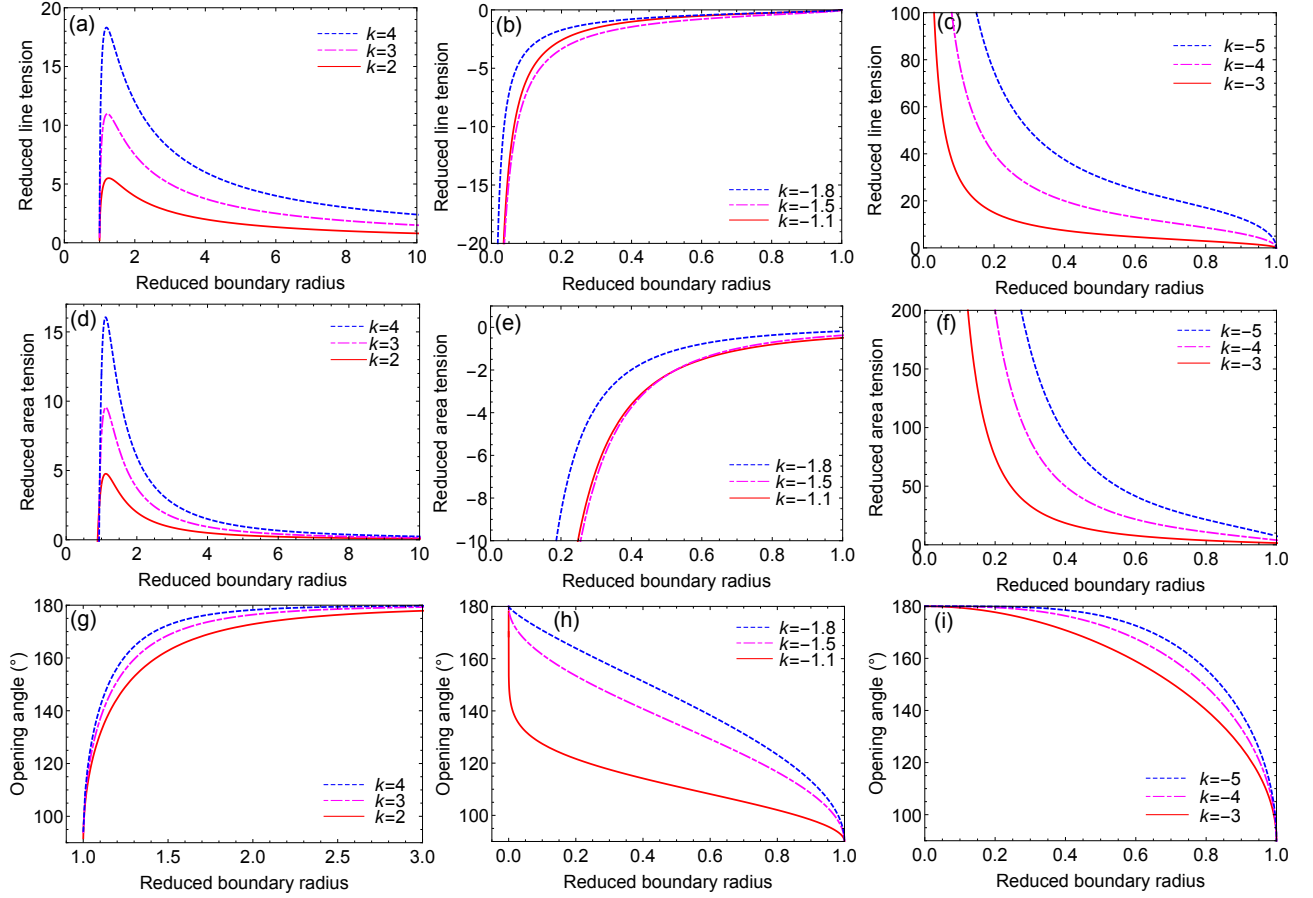 (a)
k=4
k=3
k=2
Reduced line tension
20
15
10
5
0
0 2 4 6 8 10
Reduced boundary radius
(b)
k=−1.8
k=−1.5
k=−1.1
Reduced line tension
0
−5
−10
−15
−20
0.0 0.2 0.4 0.6 0.8 1.0
Reduced boundary radius
(c)
k=−5
k=−4
k=−3
Reduced line tension
100
80
60
40
20
0
0.0 0.2 0.4 0.6 0.8 1.0
Reduced boundary radius
(d)
k=4
k=3
k=2
Reduced area tension
15
10
5
0
0 2 4 6 8 10
Reduced boundary radius
(e)
k=−1.8
k=−1.5
k=−1.1
Reduced area tension
0
−2
−4
−6
−8
−10
0.0 0.2 0.4 0.6 0.8 1.0
Reduced boundary radius
(f)
k=−5
k=−4
k=−3
Reduced area tension
200
150
100
50
0
0.0 0.2 0.4 0.6 0.8 1.0
Reduced boundary radius
(g)
k=4
k=3
k=2
Opening angle (°)
180
160
140
120
100
1.0 1.5 2.0 2.5 3.0
Reduced boundary radius
(h)
k=−1.8
k=−1.5
k=−1.1
Opening angle (°)
180
160
140
120
100
0.0 0.2 0.4 0.6 0.8 1.0
Reduced boundary radius
(i)
k=−5
k=−4
k=−3
Opening angle (°)
180
160
140
120
100
0.0 0.2 0.4 0.6 0.8 1.0
Reduced boundary radius